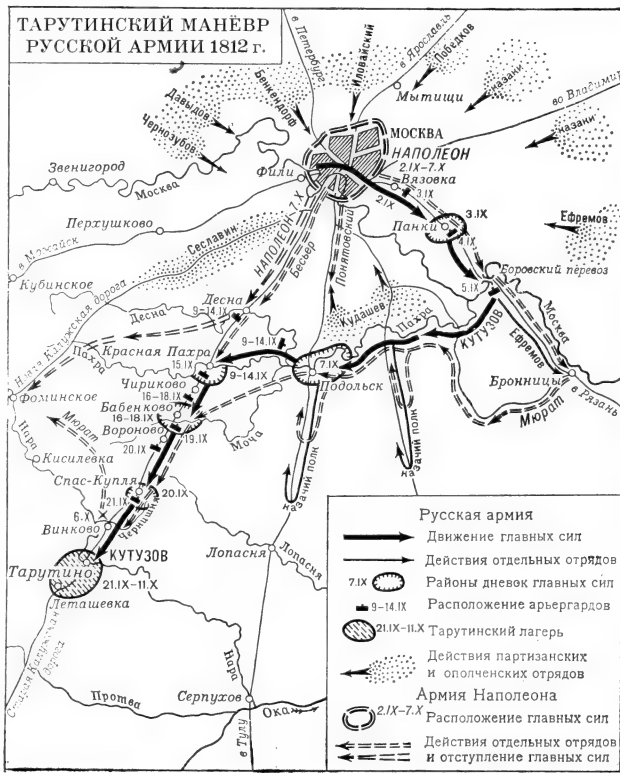 ТАРУТИНСКИЙ МАНЁВР
РУССКОЙ АРМИИ 1812 г.
в Петербург
Иловайский
в Ярославль
Победков
Мытищи
казаки
во Владимир
казаки
Бенкендорф
Давыдов
Чернозубов
Звенигород
Москва
Фили
МОСКВА
НАПОЛЕОН
2.IX-7.X
Вязовка
3.IX
2.IX
Панки
3.IX
4.IX
Ефремов
Перхушково
в Можайск
Сеславин
НАПОЛЕОН-7.X
Бесьер
Понятовский
Кубинское
Новая Калужская дорога
Боровский перевоз
5.IX
Москва
Десна
Десна
9-14.IX
Кудашев
Пахра
КУТУЗОВ
Ефремов
Бронницы
в Рязань
Мюрат
Пахра
Красная Пахра
9-14.IX
15.IX
9-14.IX
7.IX
Подольск
Чириково
16-18.IX
Фоминское
Бабенково
16-18.IX
19.IX
Моча
Вороново
20.IX
Мюрат
Нара
Кисилевка
казачий полк
казачий полк
Спас-Купля
20.IX
21.IX
Чернишня
6.X
Винково
КУТУЗОВ
Тарутино
21.IX-11.X
Леташевка
Лопасня
Лопасня
Старая Калужская
дорога
Нара
Протва
Серпухов
Ока
в Тулу
Русская армия
Движение главных сил
Действия отдельных отрядов
7.IX Районы дневок главных сил
9-14.IX Расположение арьергардов
21.IX-11.X Тарутинский лагерь
Действия партизанских
и ополченских отрядов
Армия Наполеона
2.IX-7.X Расположение главных сил
Действия отдельных отрядов
и отступление главных сил